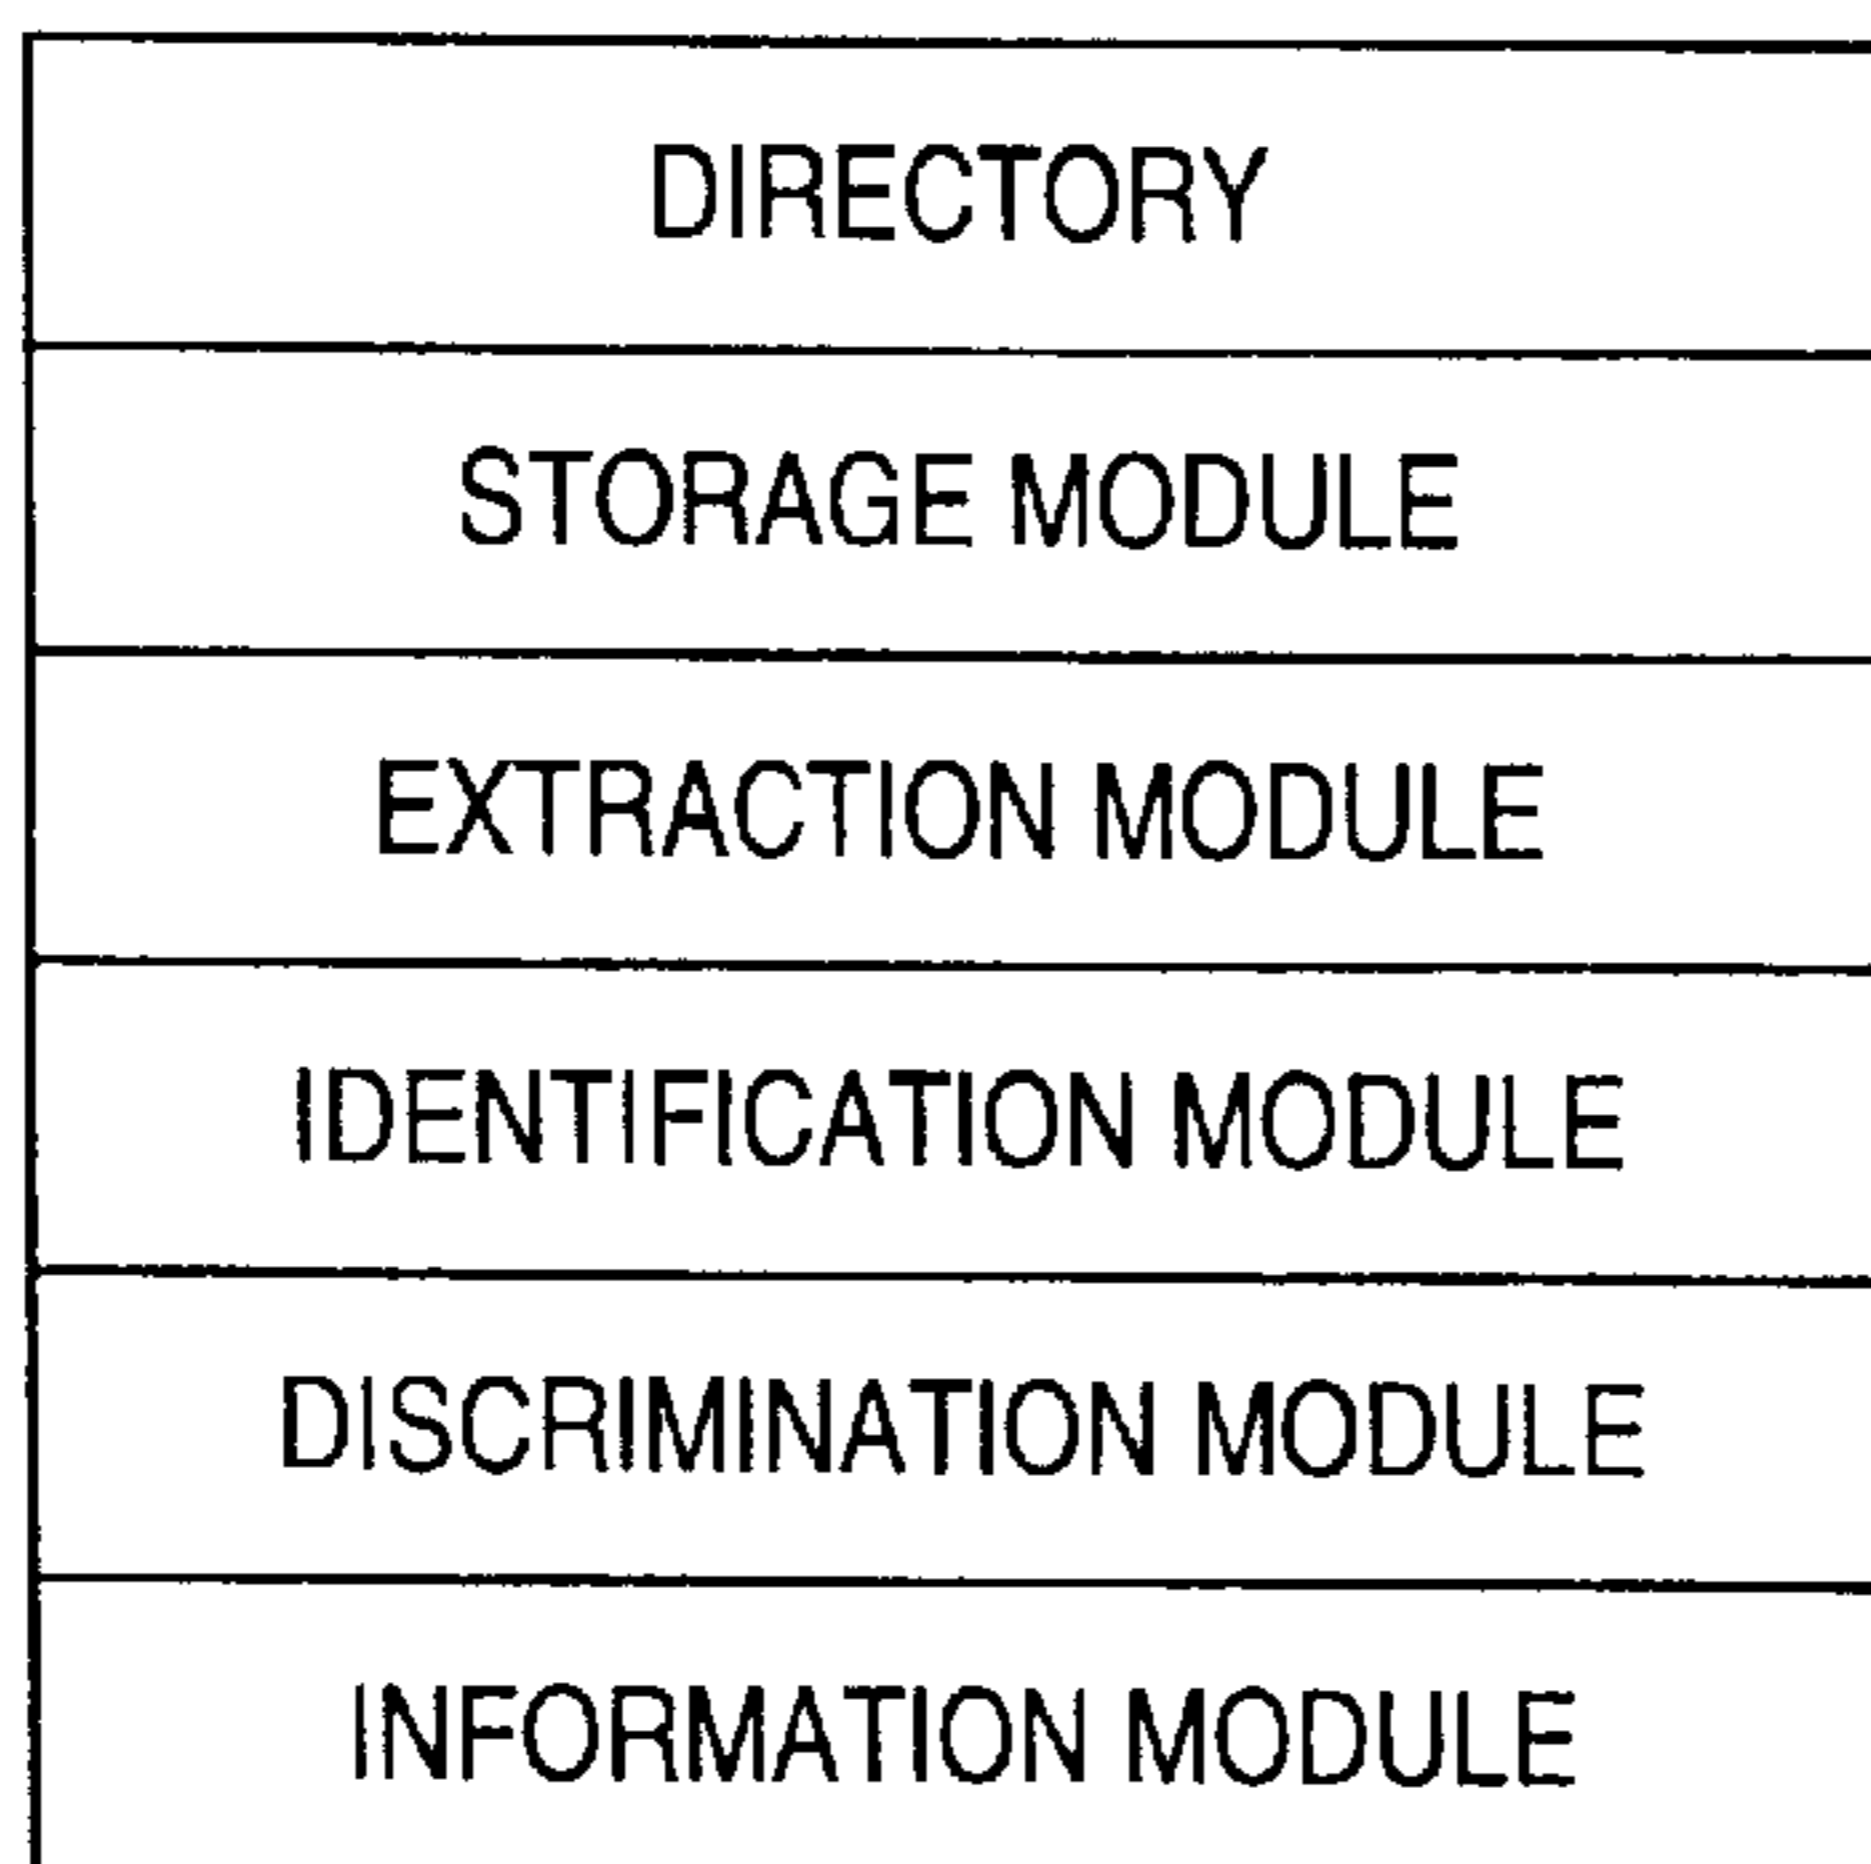 DIRECTORY
STORAGE MODULE
EXTRACTION MODULE
IDENTIFICATION MODULE
DISCRIMINATION MODULE
INFORMATION MODULE